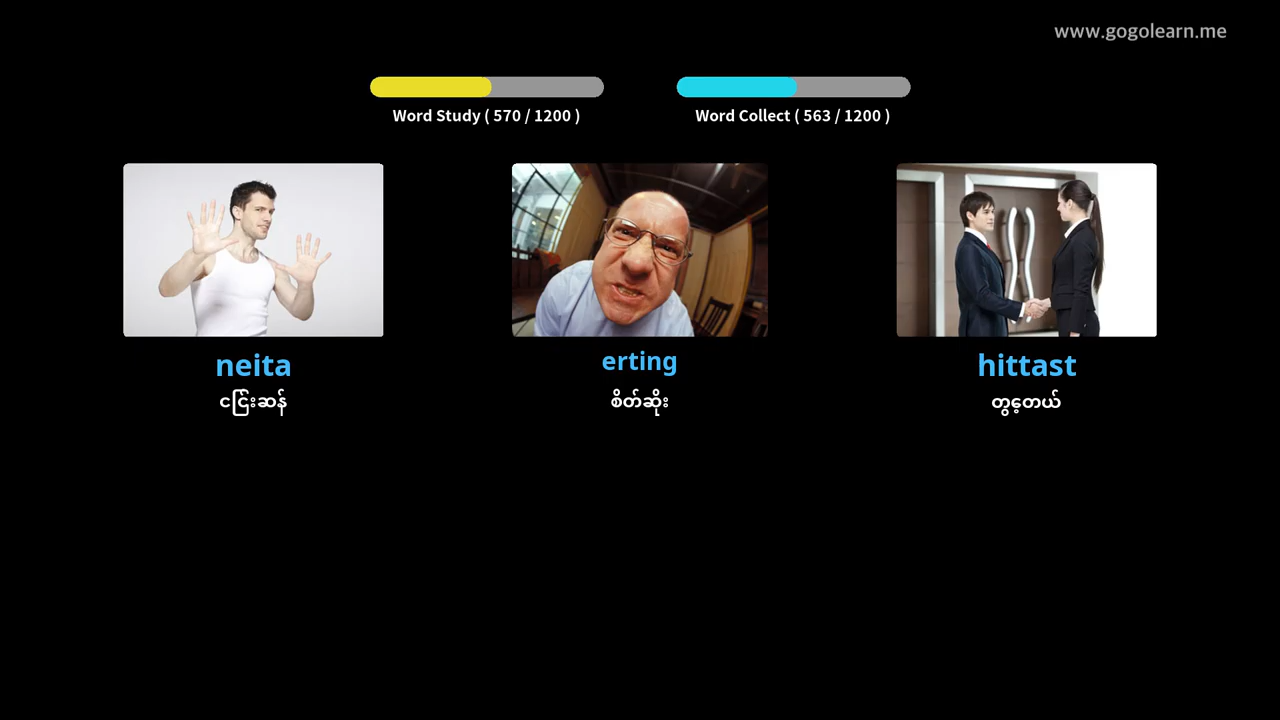 www.gogolearn.me
Word Study ( 570 / 1200 )
Word Collect ( 563 / 1200 )
neita
erting
hittast
ငြင်းဆန်
စိတ်ဆိုး
တွေ့တယ်